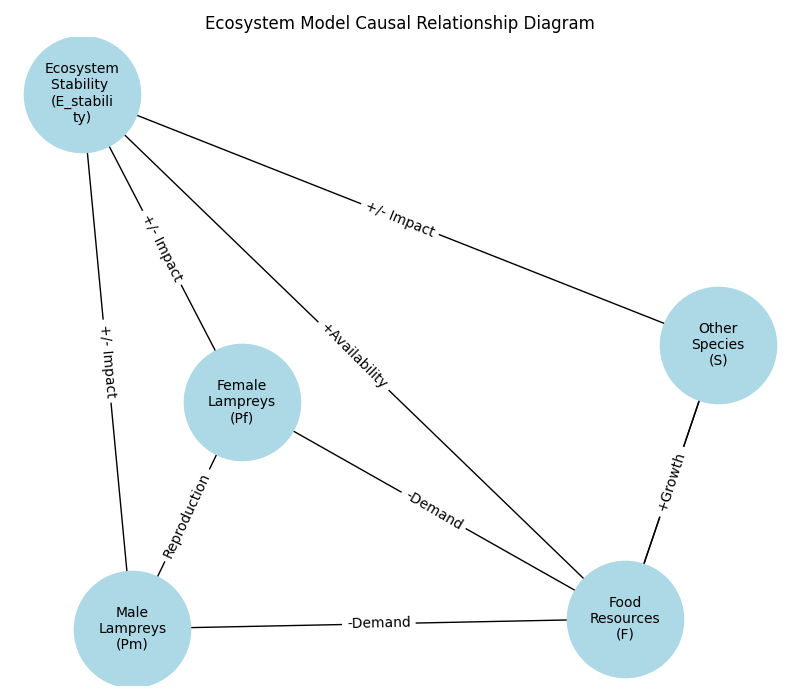 Ecosystem Model Causal Relationship Diagram
Ecosystem
Stability
(E_stabili
ty)
+/- Impact
+/- Impact
+Availability
+/- Impact
Other
Species
(S)
Female
Lampreys
(Pf)
+Growth
-Demand
Reproduction
Male
Lampreys
(Pm)
-Demand
Food
Resources
(F)